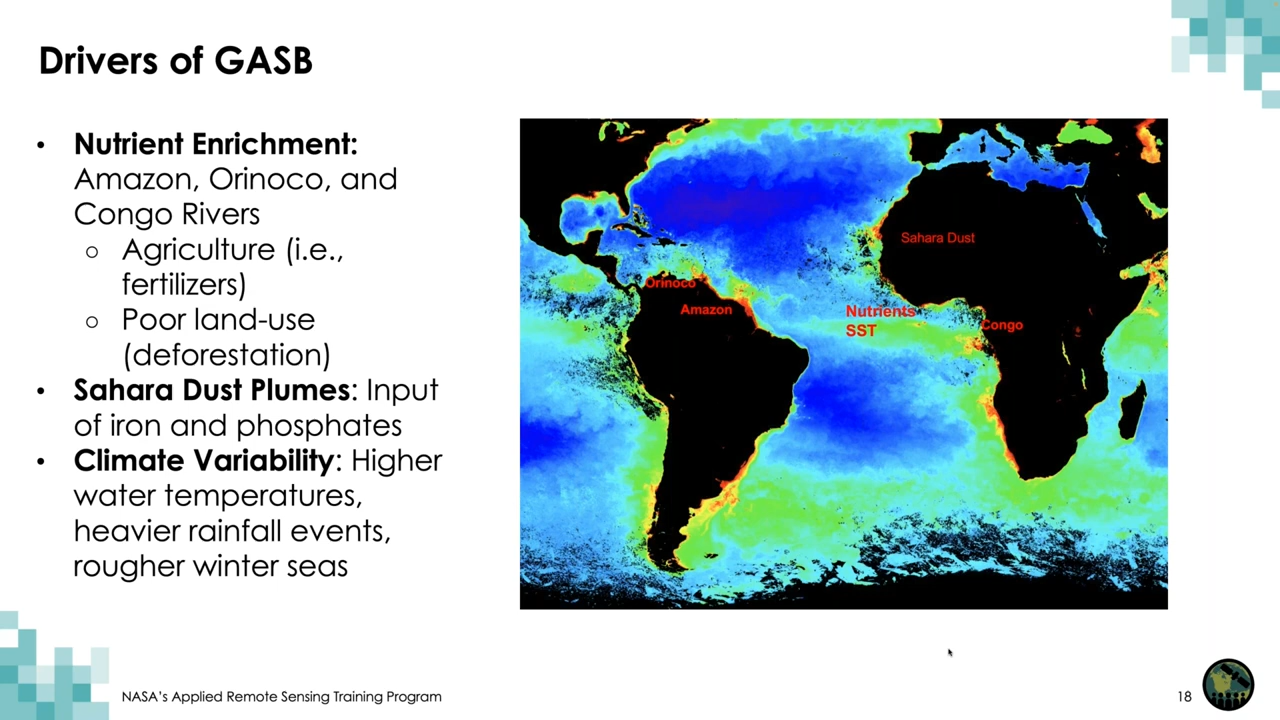 Drivers of GASB
• Nutrient Enrichment:
Amazon, Orinoco, and
Congo Rivers
○ Agriculture (i.e.,
fertilizers)
○ Poor land-use
(deforestation)
• Sahara Dust Plumes: Input
of iron and phosphates
• Climate Variability: Higher
water temperatures,
heavier rainfall events,
rougher winter seas
Sahara Dust
Orinoco
Amazon
Nutrients
SST
Congo
NASA's Applied Remote Sensing Training Program
18